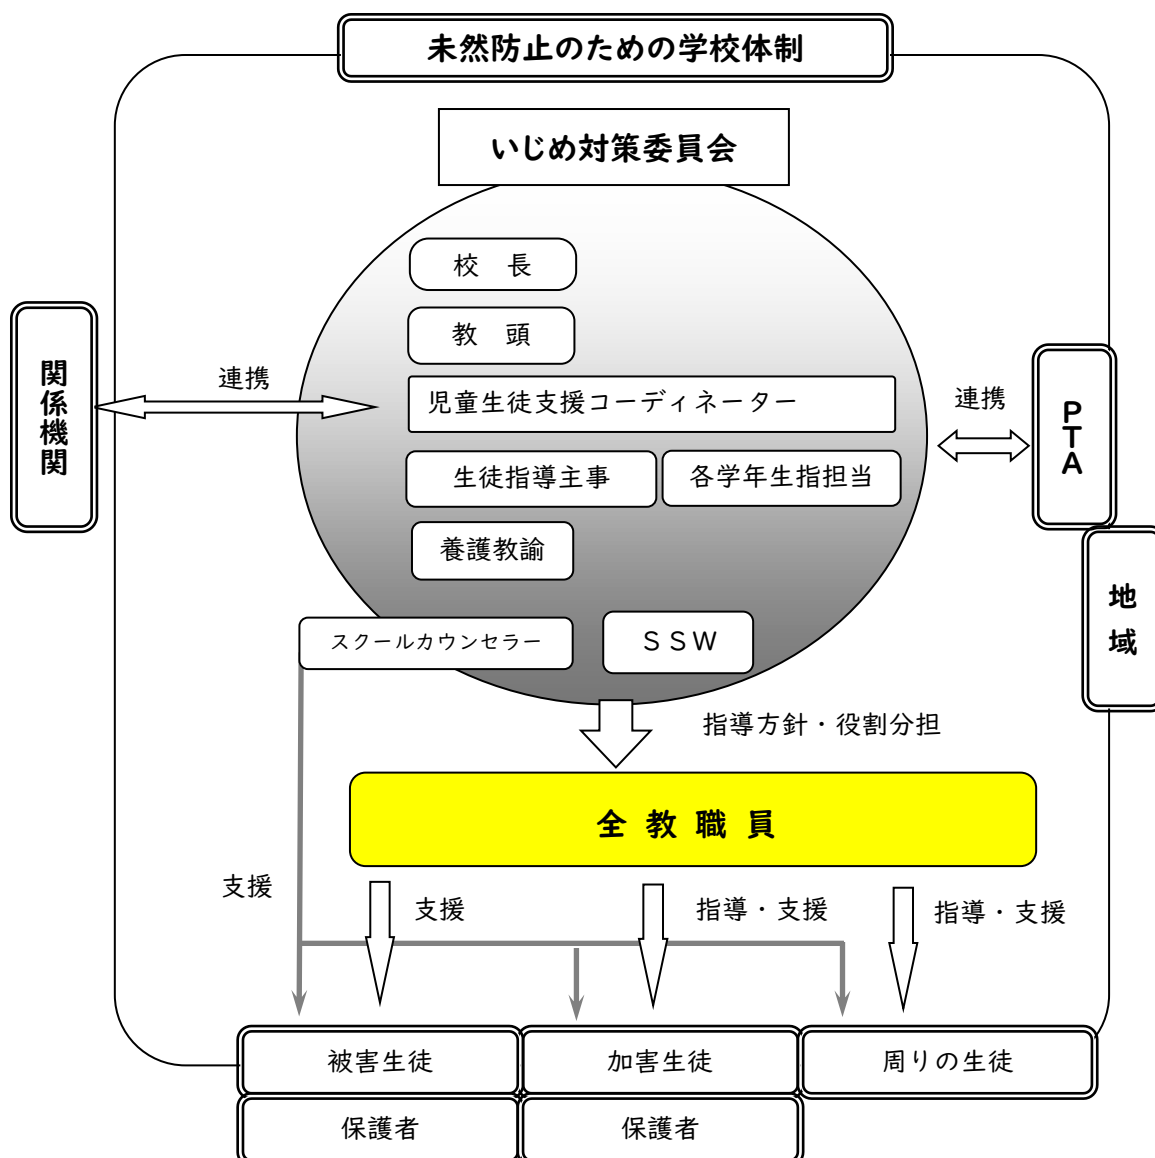 未然防止のための学校体制
いじめ対策委員会
校　長
教　頭
児童生徒支援コーディネーター
生徒指導主事
各学年生指担当
養護教諭
スクールカウンセラー
ＳＳＷ
関係機関
連携
連携
PTA
地域
指導方針・役割分担
全 教 職 員
支援
支援
指導・支援
指導・支援
被害生徒
加害生徒
周りの生徒
保護者
保護者